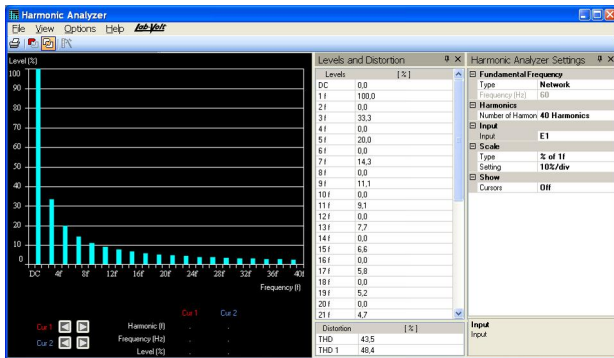 Harmonic Analyzer
File View Options Help Lab-Volt
Level (%)
100
90
80
70
60
50
40
30
20
10
0
DC 4f 8f 12f 16f 20f 24f 28f 32f 36f 40f
Frequency (f)
Cur 1 Cur 2
Cur 1 Harmonic (f) . .
Cur 2 Frequency (Hz) . .
Level (%) . .
Levels and Distortion
Levels [ % ]
DC 0,0
1 f 100,0
2 f 0,0
3 f 33,3
4 f 0,0
5 f 20,0
6 f 0,0
7 f 14,3
8 f 0,0
9 f 11,1
10 f 0,0
11 f 9,1
12 f 0,0
13 f 7,7
14 f 0,0
15 f 6,6
16 f 0,0
17 f 5,8
18 f 0,0
19 f 5,2
20 f 0,0
21 f 4,7
Distortion [ % ]
THD 43,5
THD 1 48,4
Harmonic Analyzer Settings
Fundamental Frequency
Type Network
Frequency (Hz) 60
Harmonics
Number of Harmon 40 Harmonics
Input
Input E1
Scale
Type % of 1f
Setting 10%/div
Show
Cursors Off
Input
Input